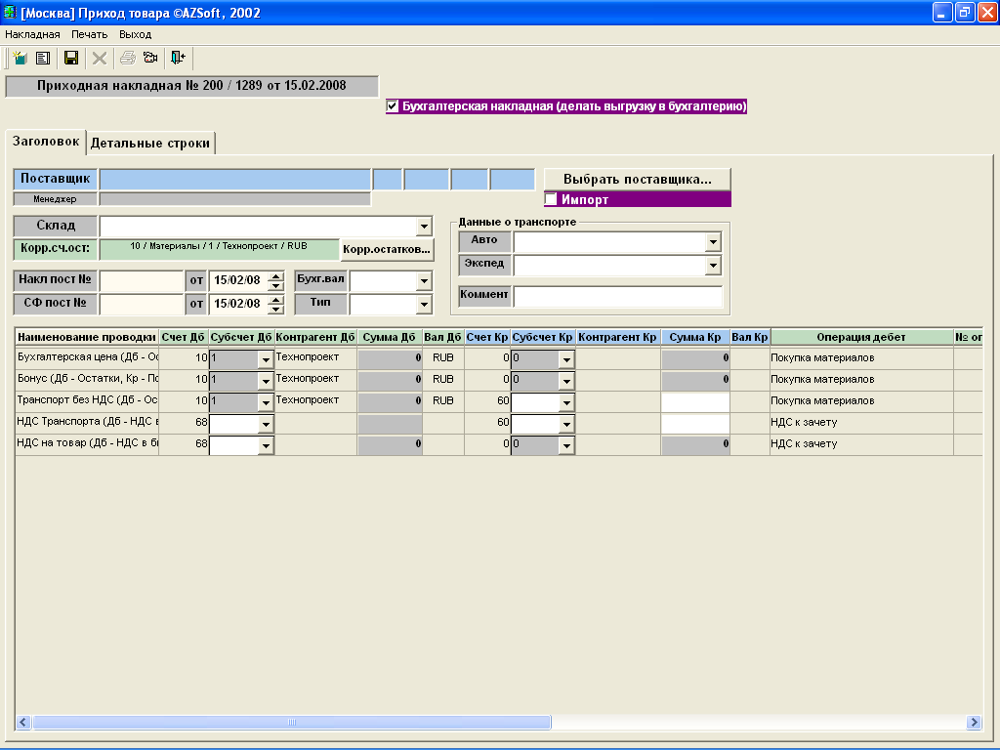 [Москва] Приход товара ©AZSoft, 2002
Накладная Печать Выход
Приходная накладная № 200 / 1289 от 15.02.2008
Бухгалтерская накладная (делать выгрузку в бухгалтерию)
Заголовок Детальные строки
Поставщик Выбрать поставщика...
Менеджер Импорт
Склад Данные о транспорте
Корр.сч.ост: 10 / Материалы / 1 / Технопроект / RUB Корр.остатков... Авто
Экспед
Накл пост № от 15/02/08 Бухг.вал
Коммент
СФ пост № от 15/02/08 Тип
Наименование проводки Счет Дб Субсчет Дб Контрагент Дб Сумма Дб Вал Дб Счет Кр Субсчет Кр Контрагент Кр Сумма Кр Вал Кр Операция дебет № ог
Бухгалтерская цена (Дб - Ос 10 1 Технопроект 0 RUB 0 0 0 Покупка материалов
Бонус (Дб - Остатки, Кр - По 10 1 Технопроект 0 RUB 0 0 0 Покупка материалов
Транспорт без НДС (Дб - Ос 10 1 Технопроект 0 RUB 60 Покупка материалов
НДС Транспорта (Дб - НДС в 68 60 НДС к зачету
НДС на товар (Дб - НДС в бю 68 0 0 0 0 НДС к зачету